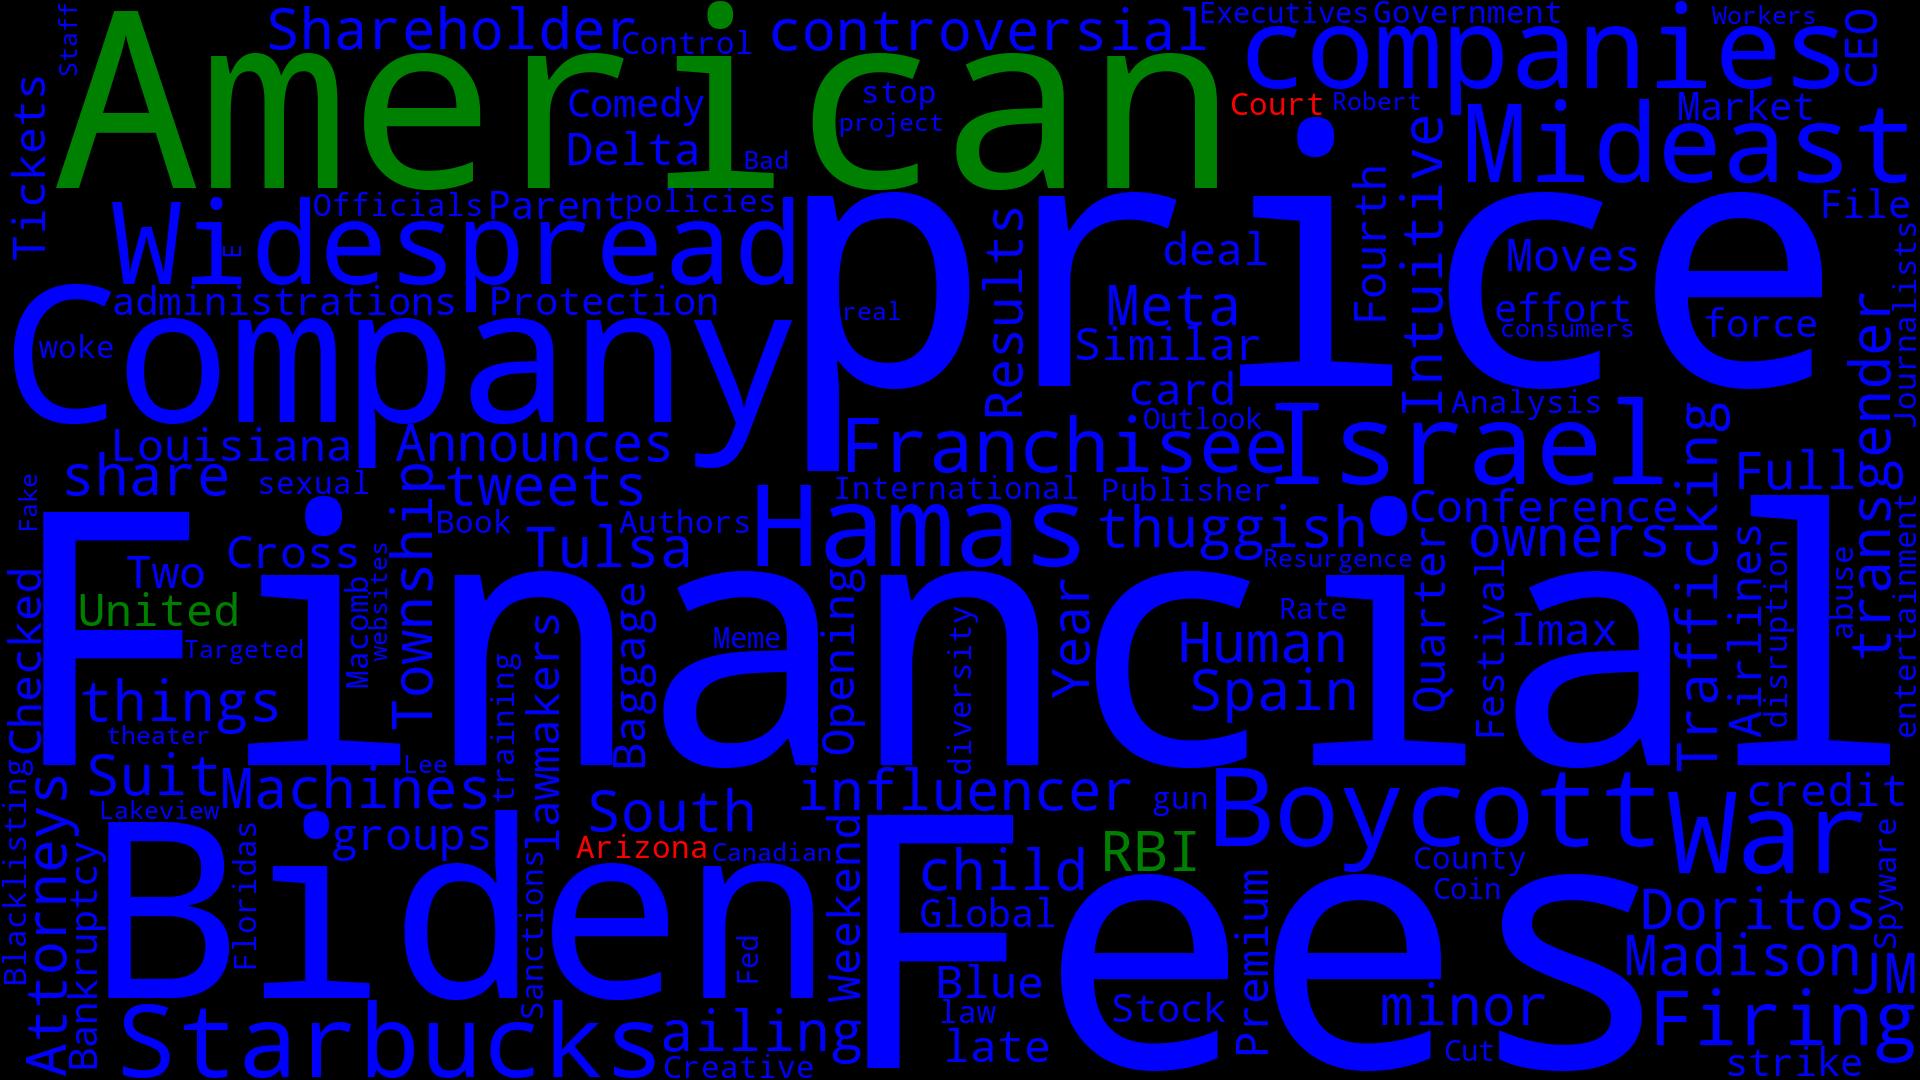 Staff
Shareholder
Control
controversial
Executives
Government
Workers
American
companies
CEO
Tickets
Comedy
stop
project
Court
Robert
Market
Delta
Bad
Mideast
Officials
Parent
policies
Widespread
E
price
Results
deal
Fourth
Intuitive
Moves
File
Journalists
administrations
Protection
real
Meta
effort
consumers
force
Company
woke
Similar
card
Outlook
Analysis
transgender
Louisiana
Announces
Franchisee
Israel
Trafficking
Full
share
sexual
Township
tweets
International
Publisher
Fake
Book
Authors
Hamas
thuggish
Conference
owners
Cross
Tulsa
Resurgence
Two
United
Targeted
Macomb
websites
Checked
Financial
Baggage
Meme
Opening
diversity
Year
Rate
Human
Spain
Quarter
Festival
Imax
Airlines
disruption
abuse
entertainment
things
theater
training
lawmakers
Suit
Machines
Lee
Lakeview
Blacklisting
Attorneys
Bankruptcy
South
influencer
gun
Boycott
War
credit
Floridas
groups
Arizona
Canadian
RBI
Biden
Sanctions
Fed
Weekend
child
Global
County
Coin
Doritos
Spyware
Fees
Premium
Madison
JM
Blue
law
late
Stock
minor
Cut
Firing
strike
Starbucks
ailing
Creative